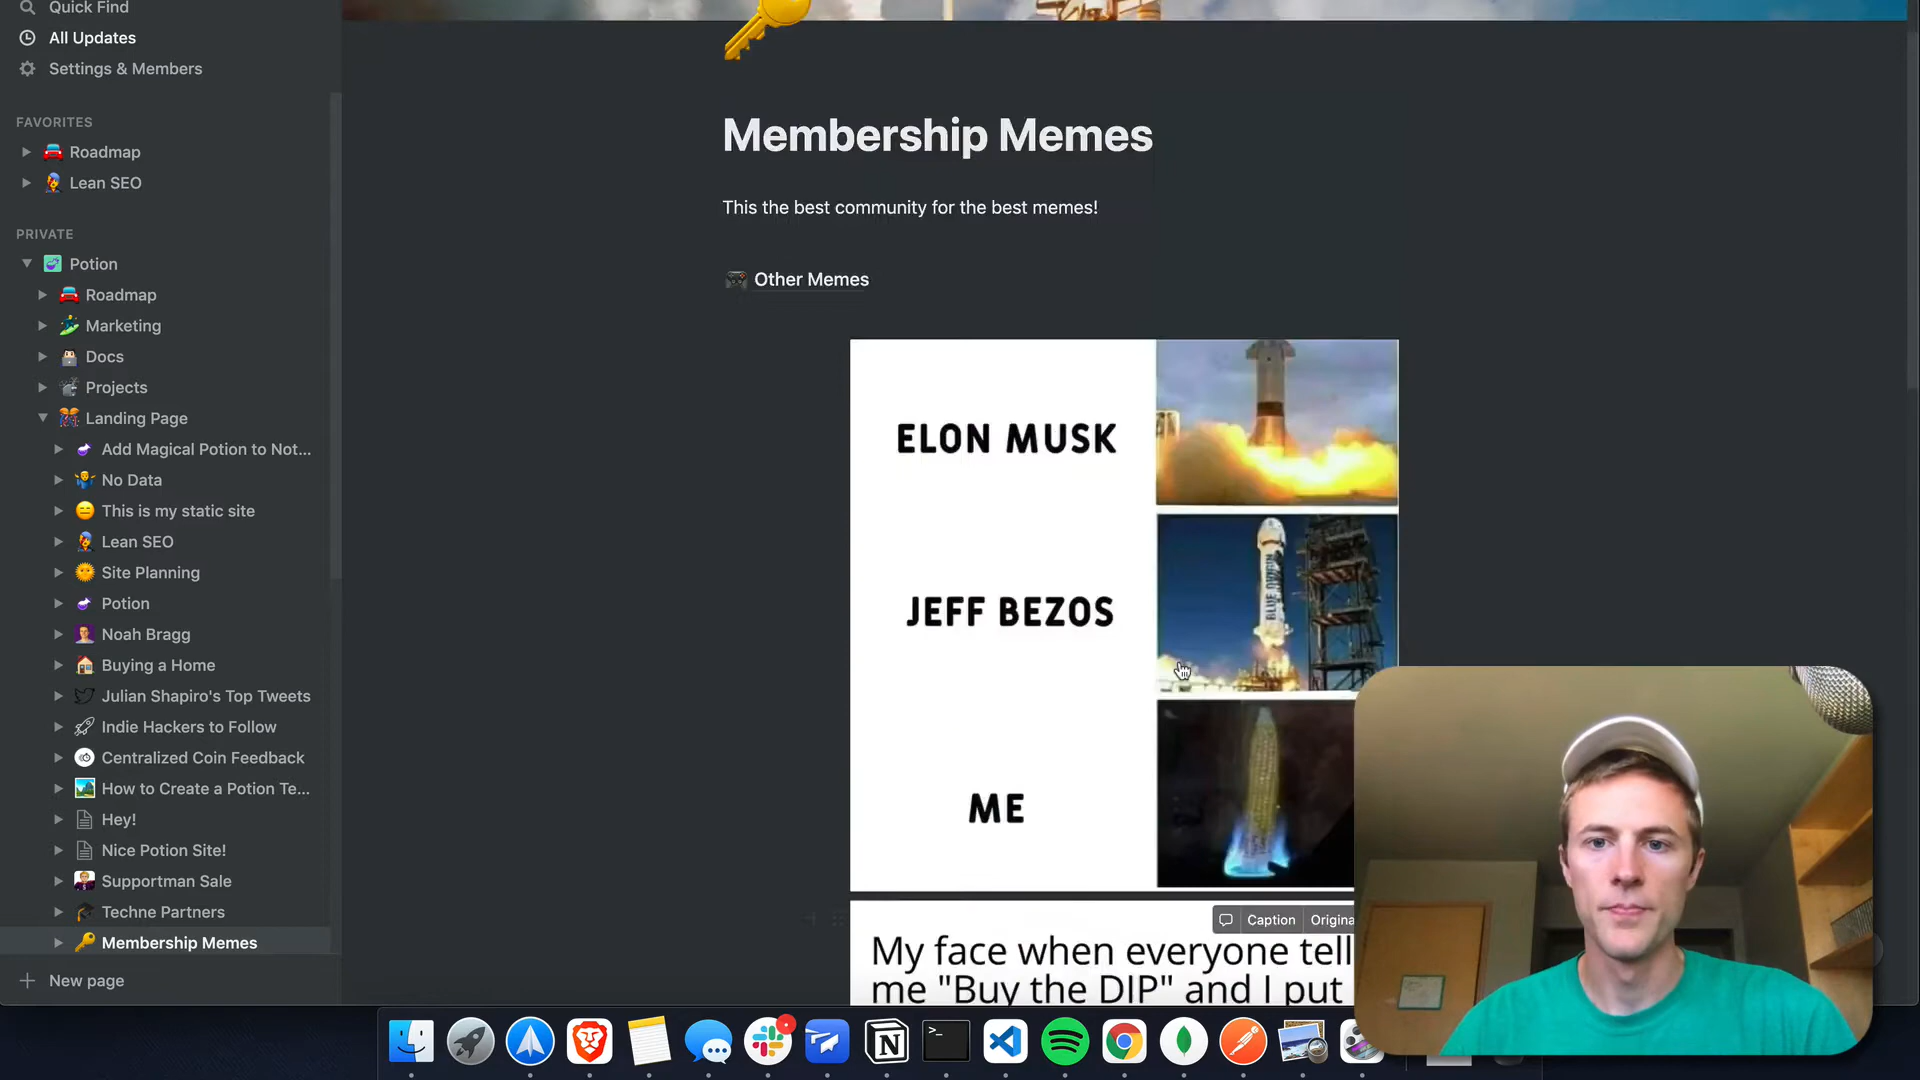 Quick Find
All Updates
Settings & Members
FAVORITES
Roadmap
Lean SEO
PRIVATE
Potion
Roadmap
Marketing
Docs
Projects
Landing Page
Add Magical Potion to Not...
No Data
This is my static site
Lean SEO
Site Planning
Potion
Noah Bragg
Buying a Home
Julian Shapiro's Top Tweets
Indie Hackers to Follow
Centralized Coin Feedback
How to Create a Potion Te...
Hey!
Nice Potion Site!
Supportman Sale
Techne Partners
Membership Memes
New page
Membership Memes
This the best community for the best memes!
Other Memes
ELON MUSK
JEFF BEZOS
BLUE ORIGIN
ME
Caption Origina
My face when everyone tell
me "Buy the DIP" and I put